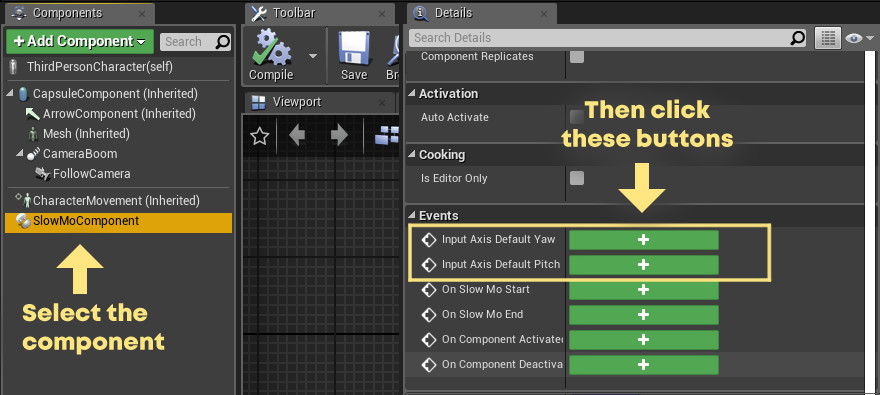 Components
+ Add Component
Search
ThirdPersonCharacter(self)
CapsuleComponent (Inherited)
ArrowComponent (Inherited)
Mesh (Inherited)
CameraBoom
FollowCamera
CharacterMovement (Inherited)
SlowMoComponent
Select the
component
Toolbar
Compile
Save
Br
Viewport
Details
Search Details
Component Replicates
Activation
Auto Activate
Then click
these buttons
Cooking
Is Editor Only
Events
Input Axis Default Yaw
Input Axis Default Pitch
On Slow Mo Start
On Slow Mo End
On Component Activated
On Component Deactiva